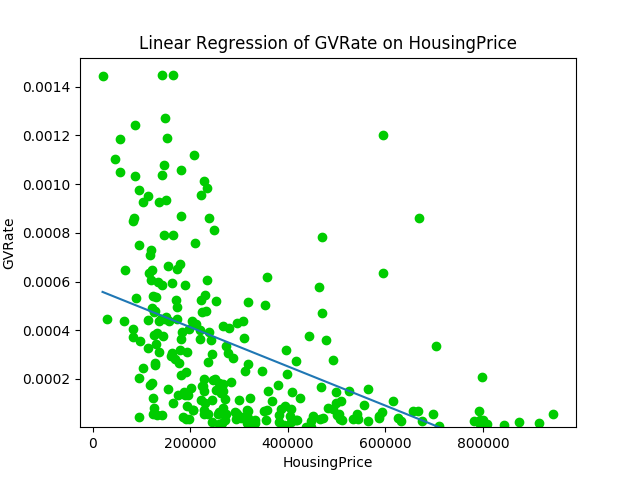 Linear Regression of GVRate on HousingPrice
0.0014
0.0012
0.0010
0.0008
0.0006
0.0004
0.0002
GVRate
0 200000 400000 600000 800000
HousingPrice